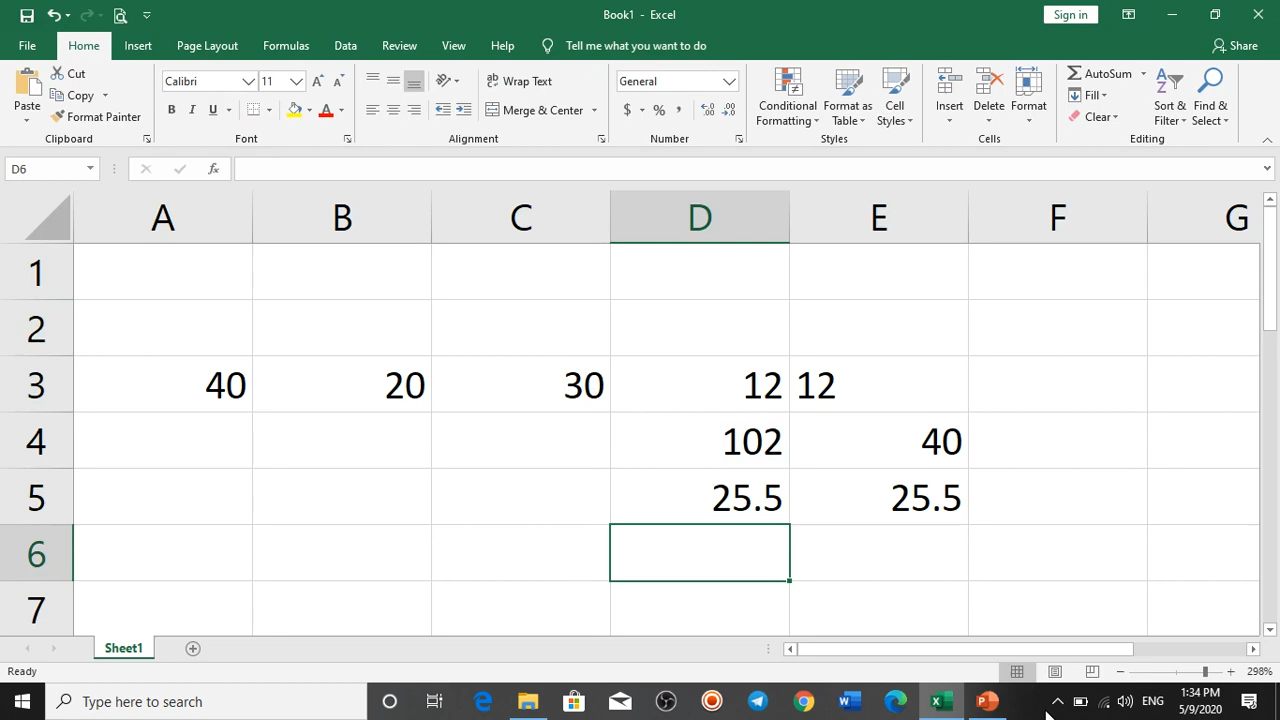 Book1 - Excel
Sign in
File Home Insert Page Layout Formulas Data Review View Help Tell me what you want to do Share
Paste
Cut
Copy
Format Painter
Clipboard
Calibri 11
B I U A
Font
Wrap Text
Merge & Center
Alignment
General
$ % ,
Number
Conditional Formatting
Format as Table
Cell Styles
Styles
Insert
Delete
Format
Cells
AutoSum
Fill
Clear
Sort & Filter
Find & Select
Editing
D6 fx
A B C D E F G
1
2
3 40 20 30 12 12
4 102 40
5 25.5 25.5
6
7
Sheet1
Ready 298%
Type here to search
ENG
1:34 PM
5/9/2020